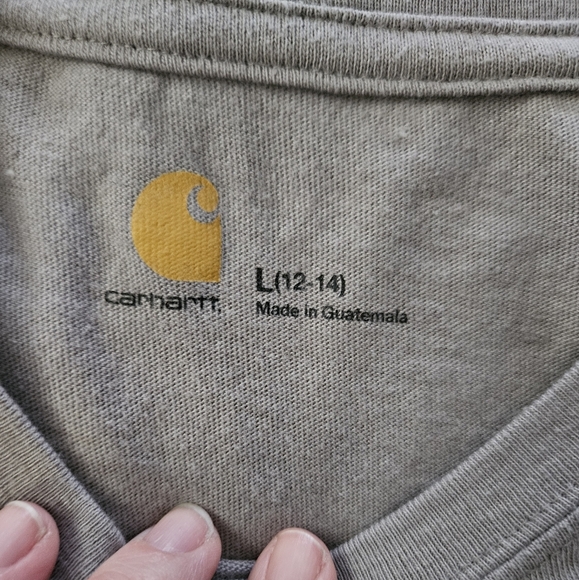 carhartt.
L(12-14)
Made in Guatemala